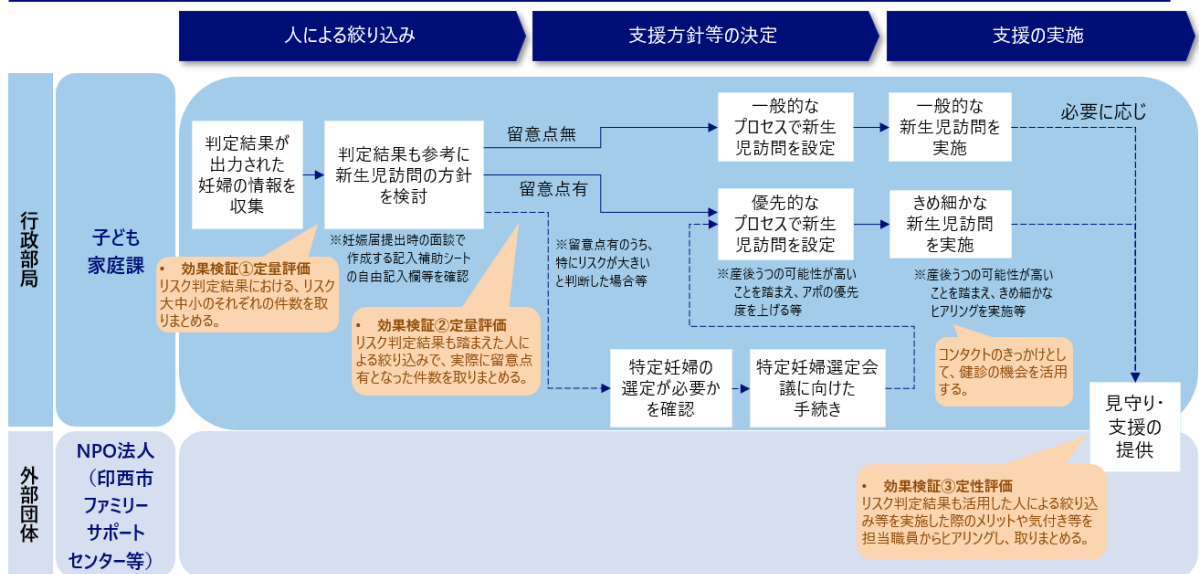 人による絞り込み
支援方針等の決定
支援の実施
行政部局
子ども
家庭課
判定結果が
出力された
妊婦の情報を
収集
判定結果も参考に
新生児訪問の方針
を検討
留意点無
留意点有
一般的な
プロセスで新生
児訪問を設定
一般的な
新生児訪問を
実施
必要に応じ
優先的な
プロセスで新生
児訪問を設定
きめ細かな
新生児訪問
を実施
※妊娠届提出時の面談で
作成する記入補助シート
の自由記入欄等を確認
※留意点有のうち、
特にリスクが大きい
と判断した場合等
※産後うつの可能性が高い
ことを踏まえ、アポの優先
度を上げる等
※産後うつの可能性が高い
ことを踏まえ、きめ細かな
ヒアリングを実施等
• 効果検証①定量評価
リスク判定結果における、リスク
大中小のそれぞれの件数を取
りまとめる。
• 効果検証②定量評価
リスク判定結果も踏まえた人に
よる絞り込みで、実際に留意点
有となった件数を取りまとめる。
特定妊婦の
選定が必要か
を確認
特定妊婦選定会
議に向けた
手続き
コンタクトのきっかけとし
て、健診の機会を活用
する。
見守り・
支援の
提供
外部団体
NPO法人
（印西市
ファミリー
サポート
センター等）
• 効果検証③定性評価
リスク判定結果も活用した人による絞り込
み等を実施した際のメリットや気付き等を
担当職員からヒアリングし、取りまとめる。